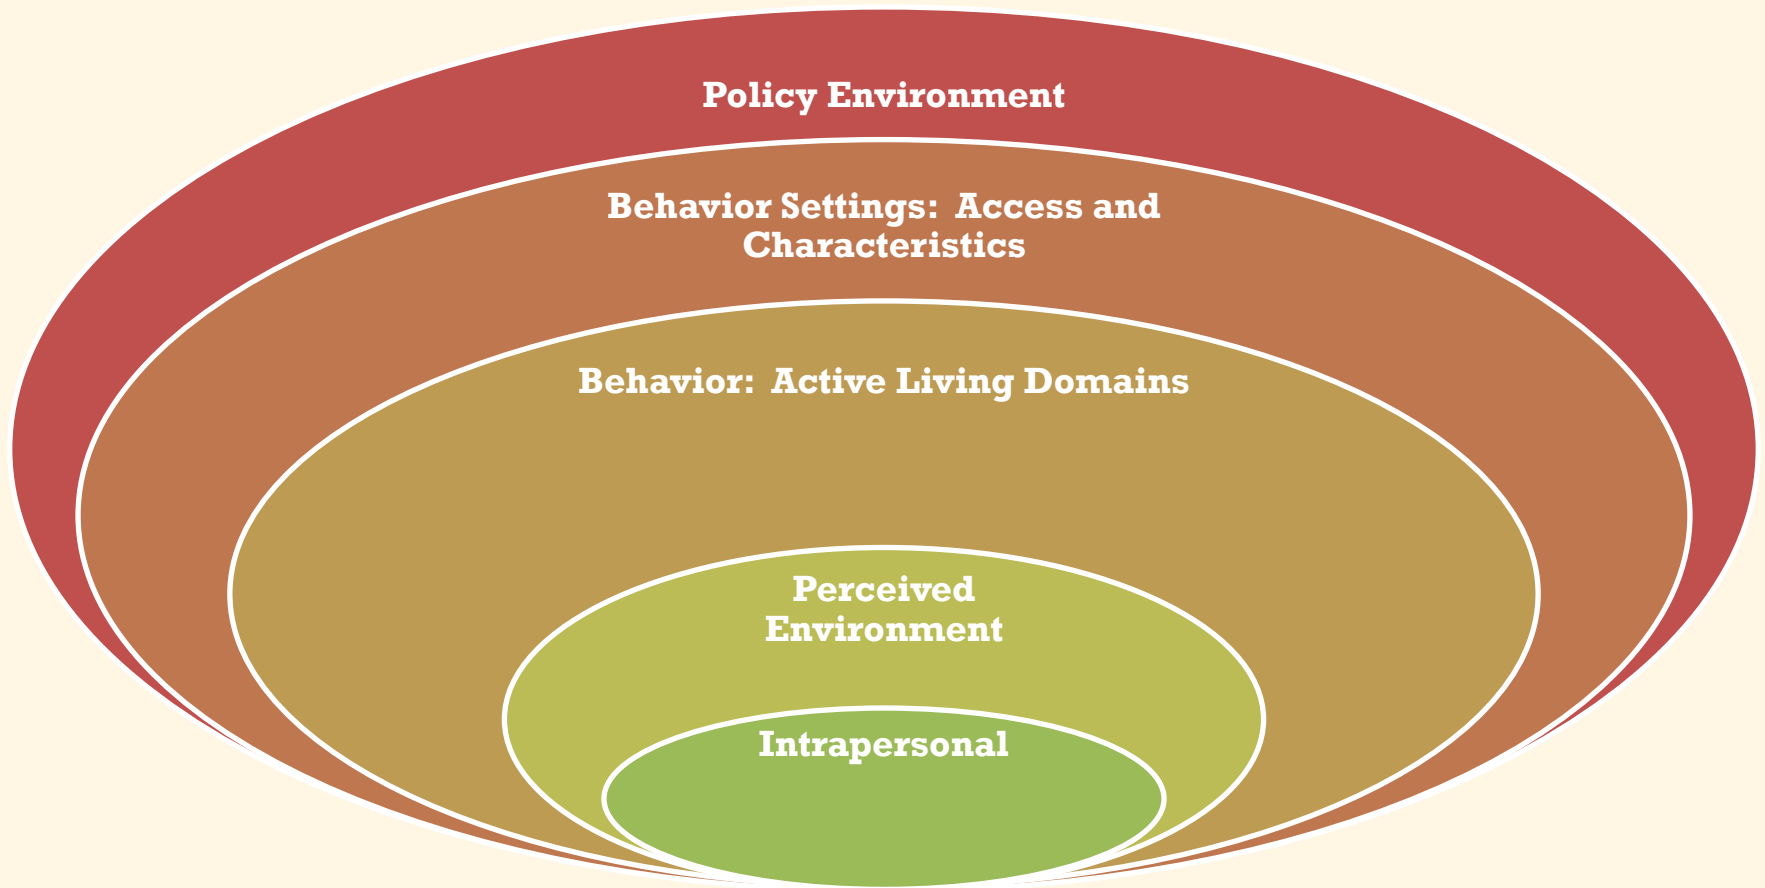 Policy Environment
Behavior Settings:  Access and
Characteristics
Behavior:  Active Living Domains
Perceived
Environment
Intrapersonal